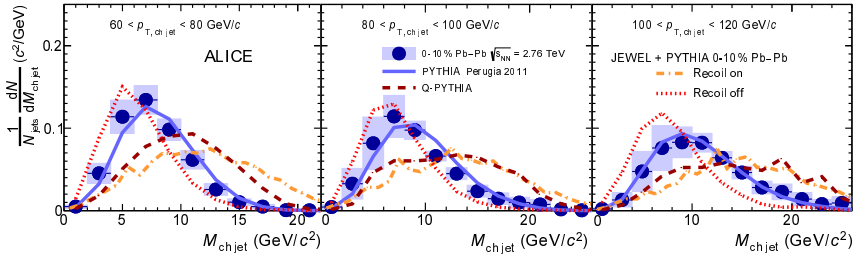 60 < p_T,ch jet < 80 GeV/c
80 < p_T,ch jet < 100 GeV/c
100 < p_T,ch jet < 120 GeV/c
ALICE
0-10% Pb-Pb √s_NN = 2.76 TeV
PYTHIA Perugia 2011
Q-PYTHIA
JEWEL + PYTHIA 0-10% Pb-Pb
Recoil on
Recoil off
1/N_jets dN/dM_ch jet (c²/GeV)
0.2
0.1
0
0 5 10 15 20
0 10 20
10 20
M_ch jet (GeV/c²)
M_ch jet (GeV/c²)
M_ch jet (GeV/c²)